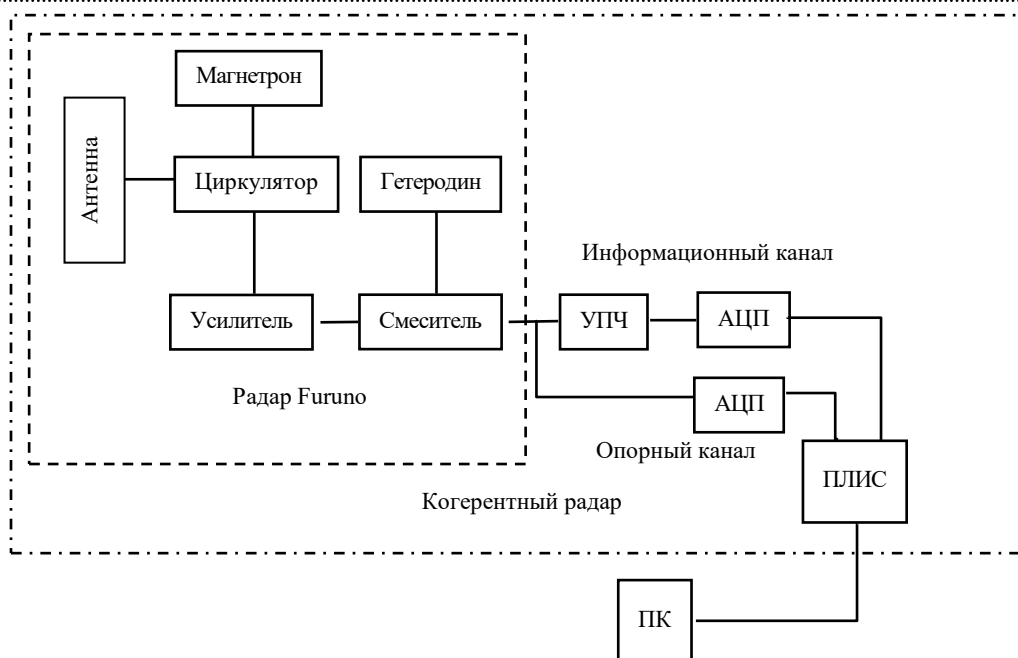 Магнетрон
Антенна
Циркулятор
Гетеродин
Информационный канал
Усилитель
Смеситель
УПЧ
АЦП
Радар Furuno
АЦП
Опорный канал
ПЛИС
Когерентный радар
ПК